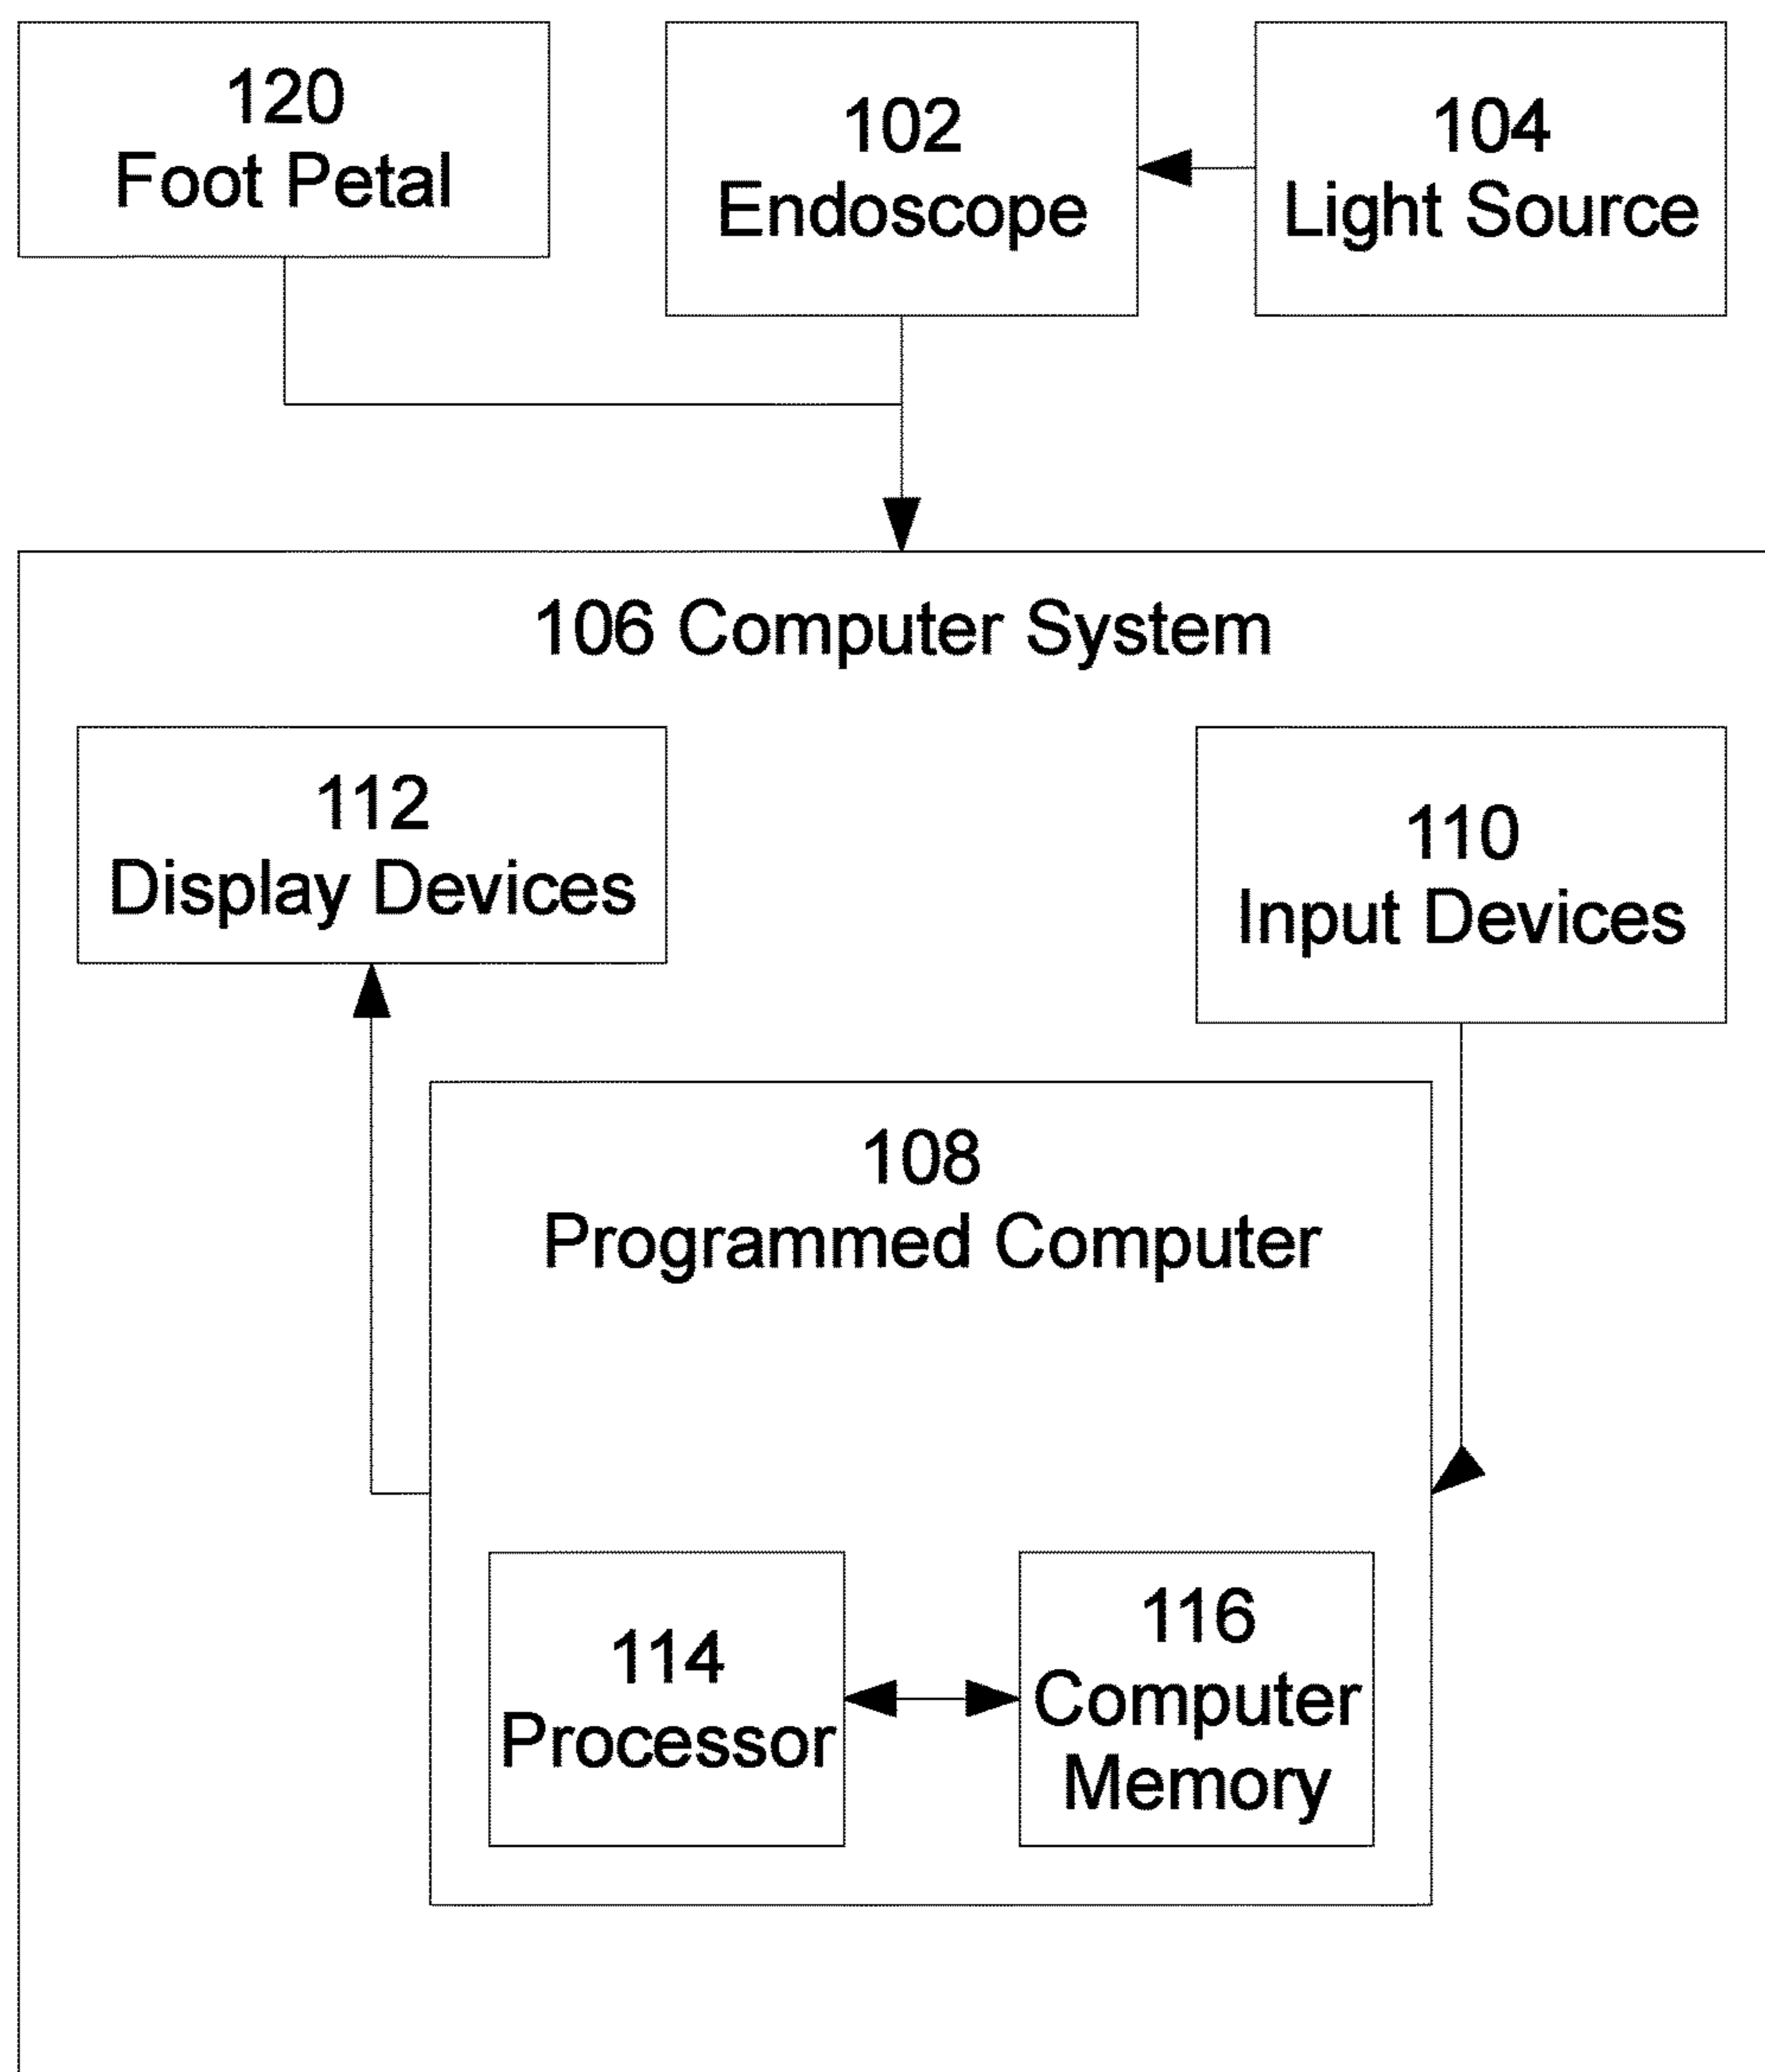 120
Foot Petal
102
Endoscope
104
Light Source
106 Computer System
112
Display Devices
110
Input Devices
108
Programmed Computer
114
Processor
116
Computer
Memory